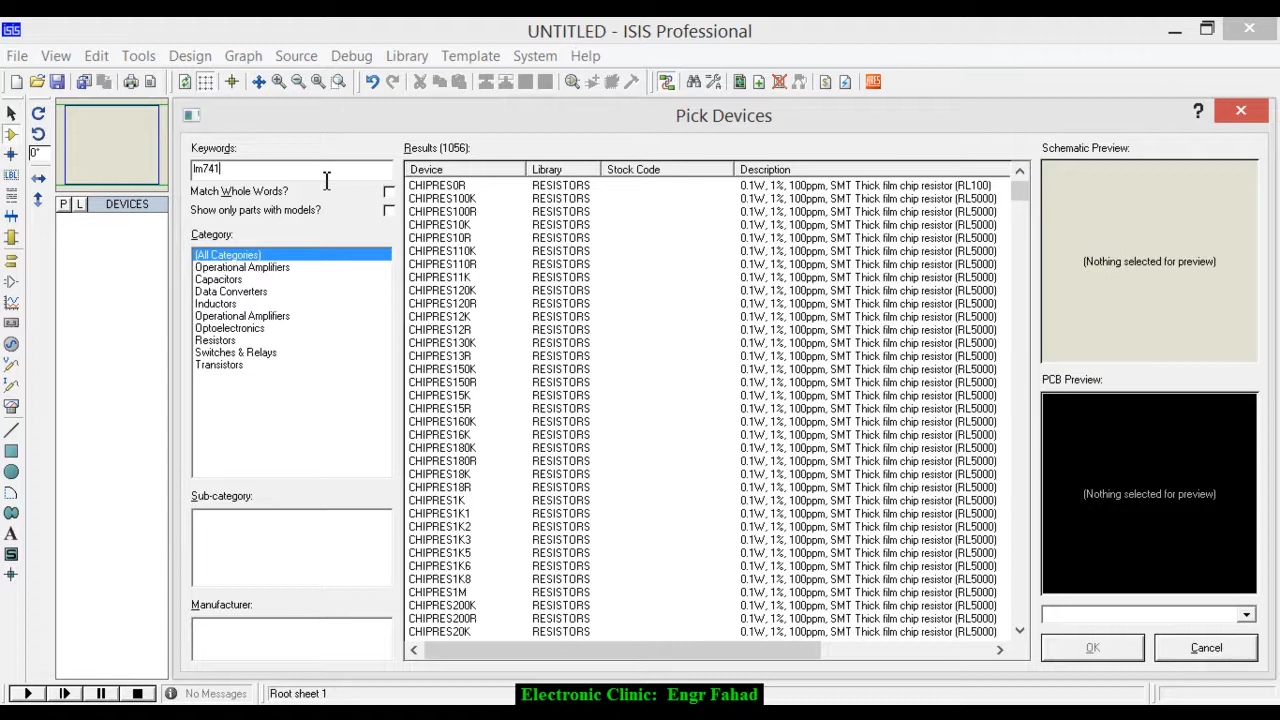 isis
UNTITLED - ISIS Professional
File View Edit Tools Design Graph Source Debug Library Template System Help
ARES
Pick Devices
?
0°
LBL
P L DEVICES
Keywords:
lm741
Match Whole Words?
Show only parts with models?
Category:
(All Categories)
Operational Amplifiers
Capacitors
Data Converters
Inductors
Operational Amplifiers
Optoelectronics
Resistors
Switches & Relays
Transistors
Sub-category:
Manufacturer:
Results (1056):
Device Library Stock Code Description
CHIPRES0R RESISTORS 0.1W, 1%, 100ppm, SMT Thick film chip resistor (RL100)
CHIPRES100K RESISTORS 0.1W, 1%, 100ppm, SMT Thick film chip resistor (RL5000)
CHIPRES100R RESISTORS 0.1W, 1%, 100ppm, SMT Thick film chip resistor (RL5000)
CHIPRES10K RESISTORS 0.1W, 1%, 100ppm, SMT Thick film chip resistor (RL5000)
CHIPRES10R RESISTORS 0.1W, 1%, 100ppm, SMT Thick film chip resistor (RL5000)
CHIPRES110K RESISTORS 0.1W, 1%, 100ppm, SMT Thick film chip resistor (RL5000)
CHIPRES110R RESISTORS 0.1W, 1%, 100ppm, SMT Thick film chip resistor (RL5000)
CHIPRES11K RESISTORS 0.1W, 1%, 100ppm, SMT Thick film chip resistor (RL5000)
CHIPRES120K RESISTORS 0.1W, 1%, 100ppm, SMT Thick film chip resistor (RL5000)
CHIPRES120R RESISTORS 0.1W, 1%, 100ppm, SMT Thick film chip resistor (RL5000)
CHIPRES12K RESISTORS 0.1W, 1%, 100ppm, SMT Thick film chip resistor (RL5000)
CHIPRES12R RESISTORS 0.1W, 1%, 100ppm, SMT Thick film chip resistor (RL5000)
CHIPRES130K RESISTORS 0.1W, 1%, 100ppm, SMT Thick film chip resistor (RL5000)
CHIPRES13R RESISTORS 0.1W, 1%, 100ppm, SMT Thick film chip resistor (RL5000)
CHIPRES150K RESISTORS 0.1W, 1%, 100ppm, SMT Thick film chip resistor (RL5000)
CHIPRES150R RESISTORS 0.1W, 1%, 100ppm, SMT Thick film chip resistor (RL5000)
CHIPRES15K RESISTORS 0.1W, 1%, 100ppm, SMT Thick film chip resistor (RL5000)
CHIPRES15R RESISTORS 0.1W, 1%, 100ppm, SMT Thick film chip resistor (RL5000)
CHIPRES160K RESISTORS 0.1W, 1%, 100ppm, SMT Thick film chip resistor (RL5000)
CHIPRES16K RESISTORS 0.1W, 1%, 100ppm, SMT Thick film chip resistor (RL5000)
CHIPRES180K RESISTORS 0.1W, 1%, 100ppm, SMT Thick film chip resistor (RL5000)
CHIPRES180R RESISTORS 0.1W, 1%, 100ppm, SMT Thick film chip resistor (RL5000)
CHIPRES18K RESISTORS 0.1W, 1%, 100ppm, SMT Thick film chip resistor (RL5000)
CHIPRES18R RESISTORS 0.1W, 1%, 100ppm, SMT Thick film chip resistor (RL5000)
CHIPRES1K RESISTORS 0.1W, 1%, 100ppm, SMT Thick film chip resistor (RL5000)
CHIPRES1K1 RESISTORS 0.1W, 1%, 100ppm, SMT Thick film chip resistor (RL5000)
CHIPRES1K2 RESISTORS 0.1W, 1%, 100ppm, SMT Thick film chip resistor (RL5000)
CHIPRES1K3 RESISTORS 0.1W, 1%, 100ppm, SMT Thick film chip resistor (RL5000)
CHIPRES1K5 RESISTORS 0.1W, 1%, 100ppm, SMT Thick film chip resistor (RL5000)
CHIPRES1K6 RESISTORS 0.1W, 1%, 100ppm, SMT Thick film chip resistor (RL5000)
CHIPRES1K8 RESISTORS 0.1W, 1%, 100ppm, SMT Thick film chip resistor (RL5000)
CHIPRES1M RESISTORS 0.1W, 1%, 100ppm, SMT Thick film chip resistor (RL5000)
CHIPRES200K RESISTORS 0.1W, 1%, 100ppm, SMT Thick film chip resistor (RL5000)
CHIPRES200R RESISTORS 0.1W, 1%, 100ppm, SMT Thick film chip resistor (RL5000)
CHIPRES20K RESISTORS 0.1W, 1%, 100ppm, SMT Thick film chip resistor (RL5000)
Schematic Preview:
(Nothing selected for preview)
PCB Preview:
(Nothing selected for preview)
OK Cancel
No Messages Root sheet 1
Electronic Clinic: Engr Fahad